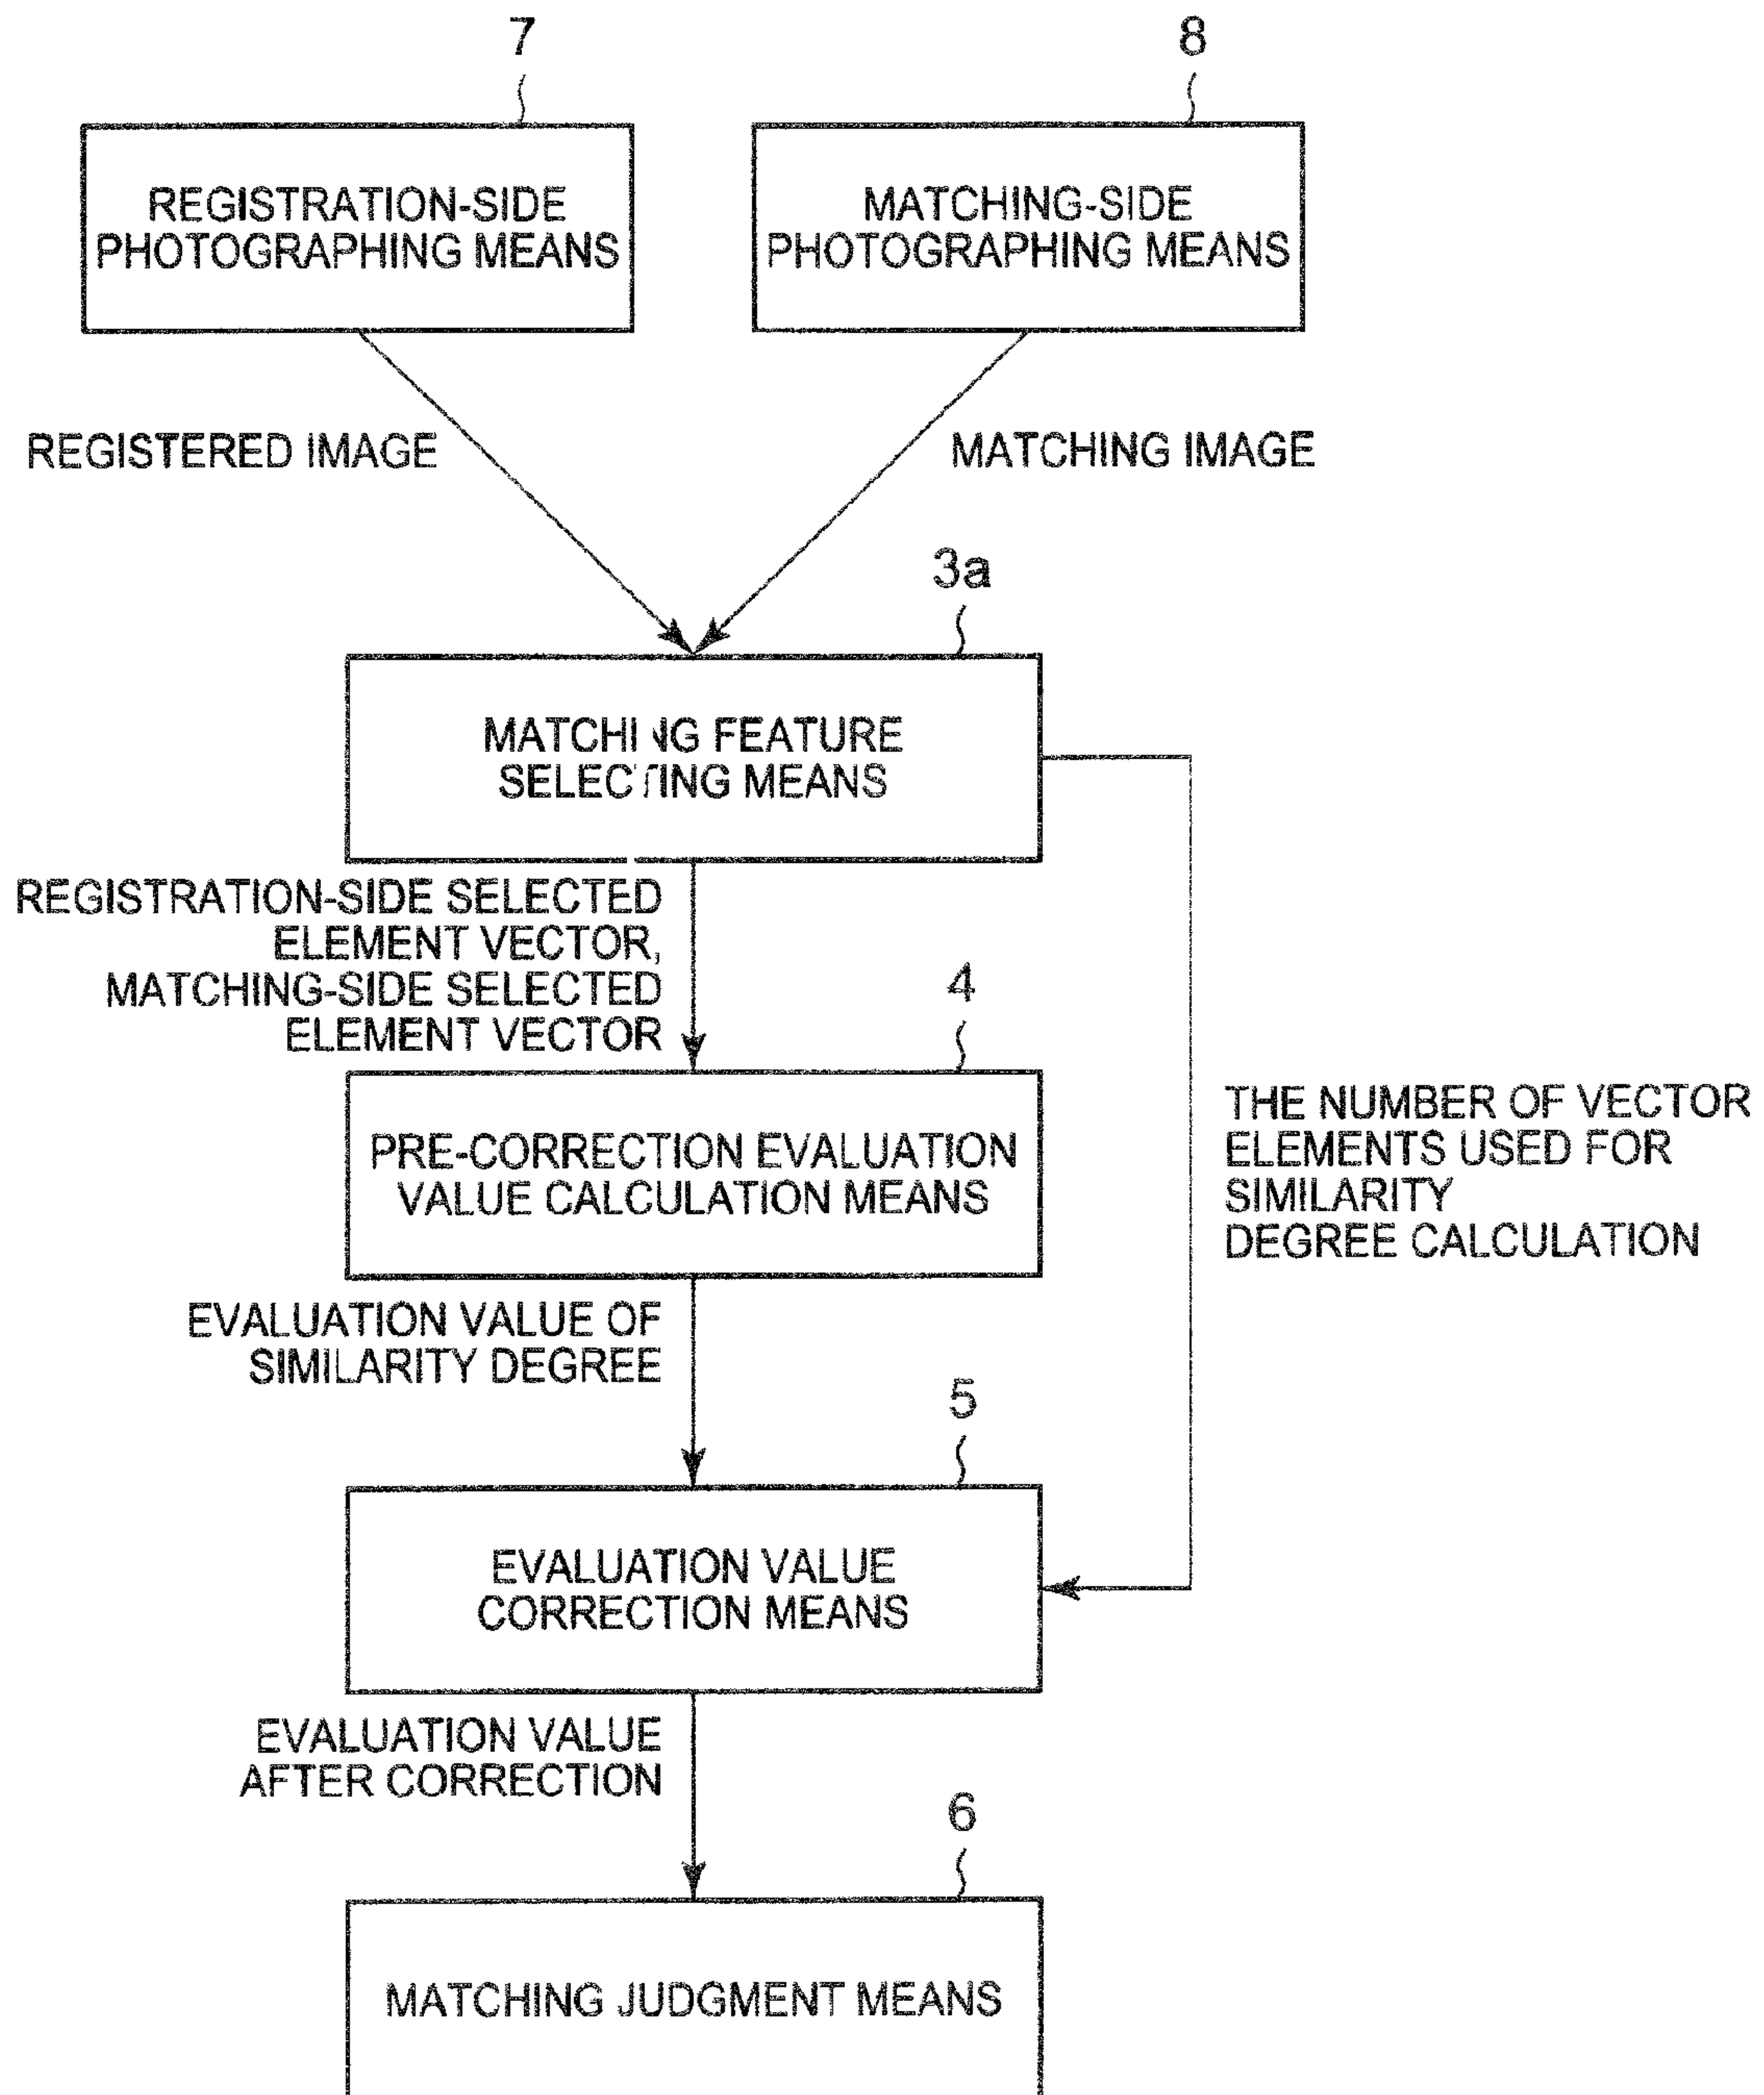 7
8
REGISTRATION-SIDE
PHOTOGRAPHING MEANS
MATCHING-SIDE
PHOTOGRAPHING MEANS
REGISTERED IMAGE
MATCHING IMAGE
3a
MATCHING FEATURE
SELECTING MEANS
REGISTRATION-SIDE SELECTED
ELEMENT VECTOR,
MATCHING-SIDE SELECTED
ELEMENT VECTOR
4
PRE-CORRECTION EVALUATION
VALUE CALCULATION MEANS
THE NUMBER OF VECTOR
ELEMENTS USED FOR
SIMILARITY
DEGREE CALCULATION
EVALUATION VALUE OF
SIMILARITY DEGREE
5
EVALUATION VALUE
CORRECTION MEANS
EVALUATION VALUE
AFTER CORRECTION
6
MATCHING JUDGMENT MEANS